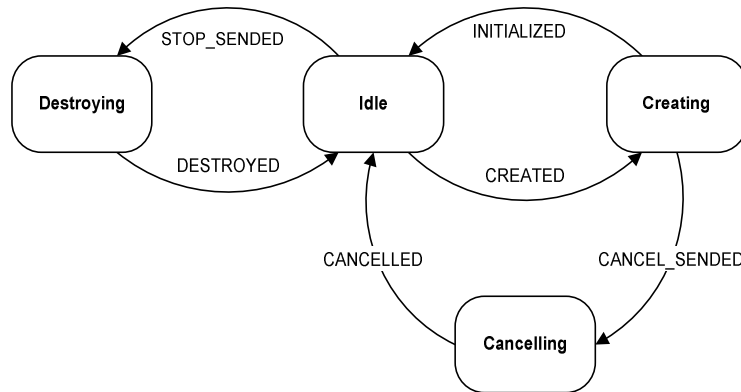 STOP_SENDED
INITIALIZED
Destroying
Idle
Creating
DESTROYED
CREATED
CANCELLED
CANCEL_SENDED
Cancelling